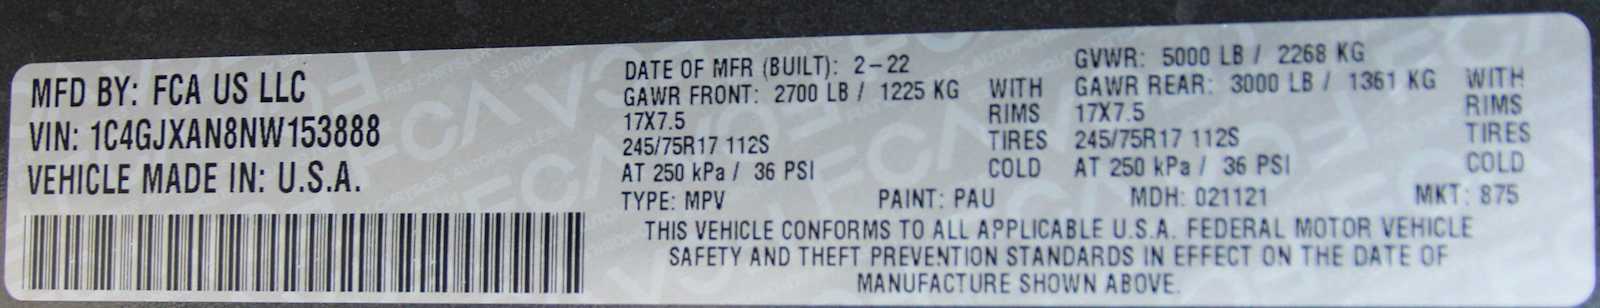 MFD BY: FCA US LLC
VIN: 1C4GJXAN8NW153888
VEHICLE MADE IN: U.S.A.
DATE OF MFR (BUILT): 2-22
GAWR FRONT: 2700 LB / 1225 KG WITH
17X7.5 RIMS
245/75R17 112S TIRES
AT 250 kPa / 36 PSI COLD
GVWR: 5000 LB / 2268 KG
GAWR REAR: 3000 LB / 1361 KG WITH
17X7.5 RIMS
245/75R17 112S TIRES
AT 250 kPa / 36 PSI COLD
TYPE: MPV PAINT: PAU MDH: 021121 MKT: 875
THIS VEHICLE CONFORMS TO ALL APPLICABLE U.S.A. FEDERAL MOTOR VEHICLE
SAFETY AND THEFT PREVENTION STANDARDS IN EFFECT ON THE DATE OF
MANUFACTURE SHOWN ABOVE.